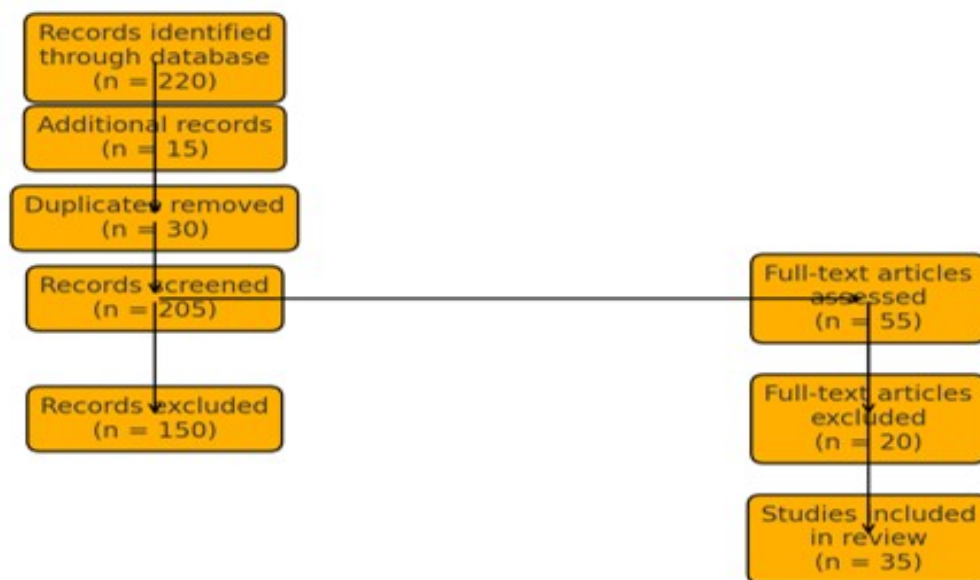 Records identified
through database
(n = 220)
Additional records
(n = 15)
Duplicates removed
(n = 30)
Records screened
(n = 205)
Records excluded
(n = 150)
Full-text articles
assessed
(n = 55)
Full-text articles
excluded
(n = 20)
Studies included
in review
(n = 35)